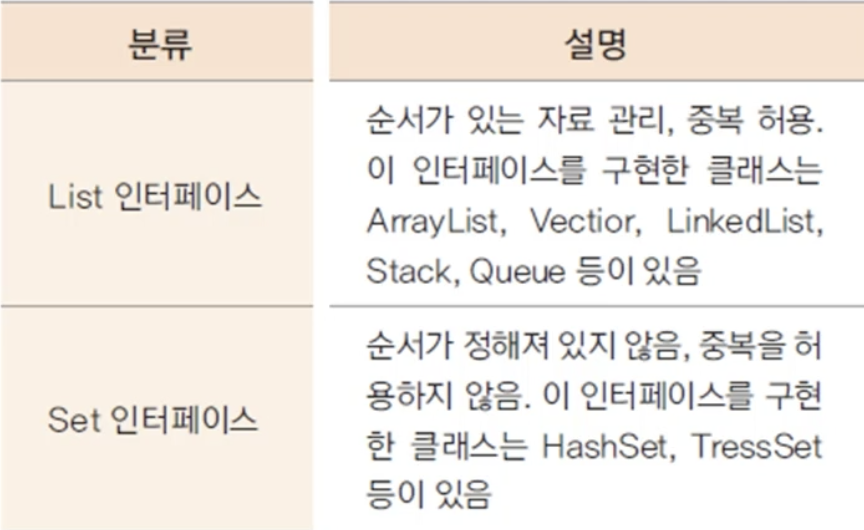 분류
설명
List 인터페이스
순서가 있는 자료 관리, 중복 허용.
이 인터페이스를 구현한 클래스는
ArrayList, Vectior, LinkedList,
Stack, Queue 등이 있음
Set 인터페이스
순서가 정해져 있지 않음, 중복을 허
용하지 않음. 이 인터페이스를 구현
한 클래스는 HashSet, TressSet
등이 있음